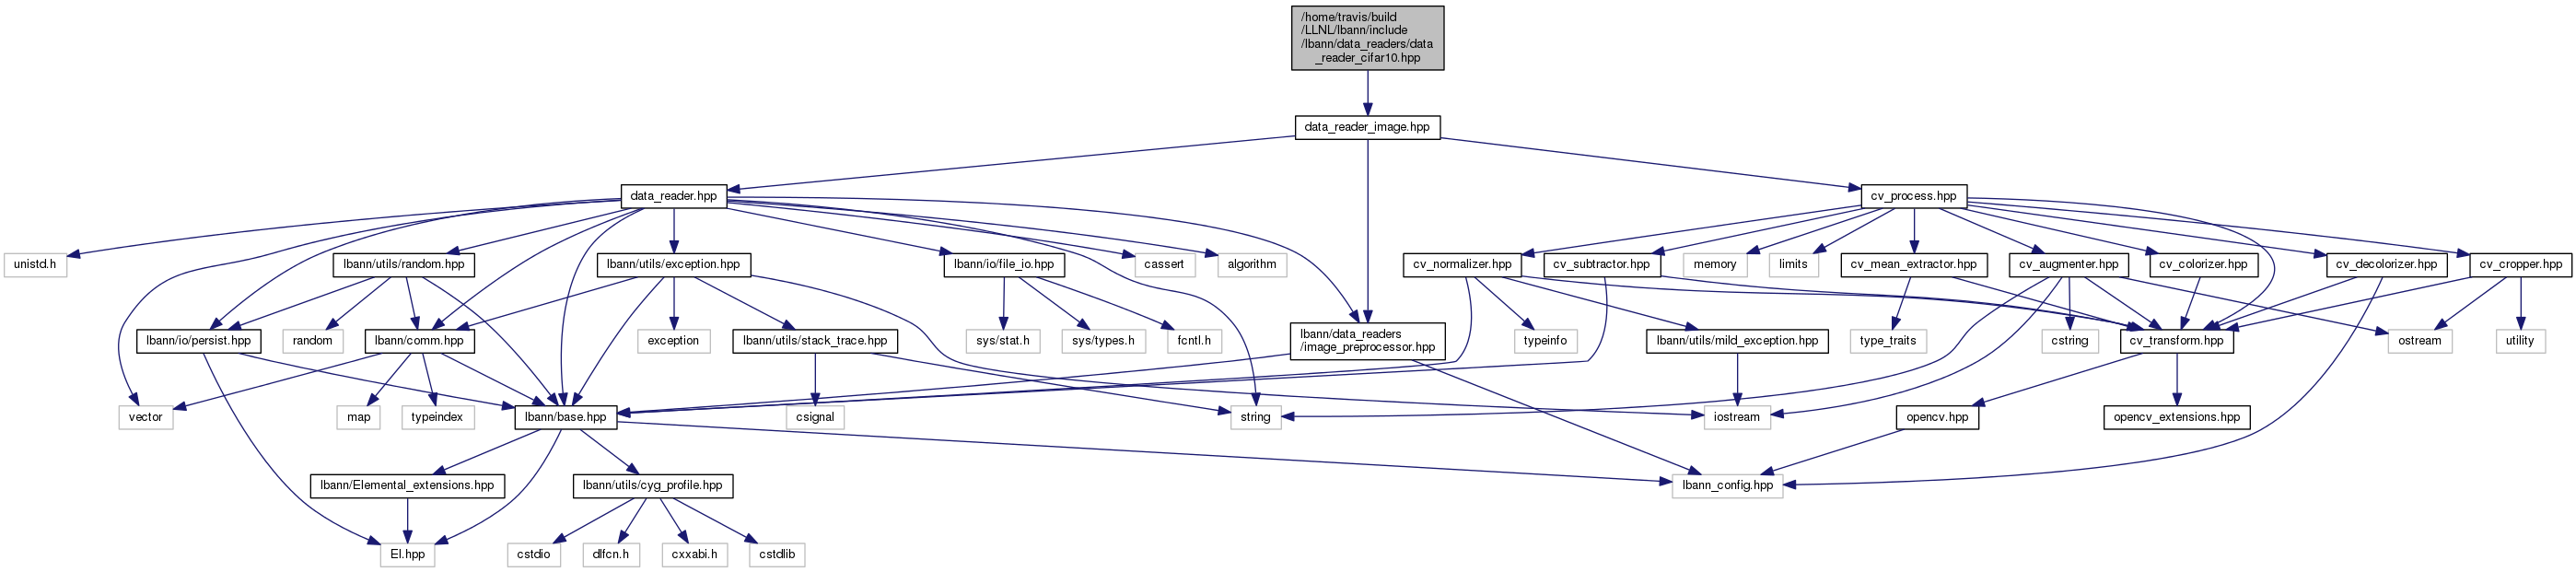 /home/travis/build
/LLNL/lbann/include
/lbann/data_readers/data
_reader_cifar10.hpp
data_reader_image.hpp
data_reader.hpp
cv_process.hpp
unistd.h
lbann/utils/random.hpp
lbann/utils/exception.hpp
lbann/io/file_io.hpp
cassert
algorithm
cv_normalizer.hpp
cv_subtractor.hpp
memory
limits
cv_mean_extractor.hpp
cv_augmenter.hpp
cv_colorizer.hpp
cv_decolorizer.hpp
cv_cropper.hpp
lbann/io/persist.hpp
random
lbann/comm.hpp
exception
lbann/utils/stack_trace.hpp
sys/stat.h
sys/types.h
fcntl.h
lbann/data_readers
/image_preprocessor.hpp
typeinfo
lbann/utils/mild_exception.hpp
type_traits
cstring
cv_transform.hpp
ostream
utility
vector
map
typeindex
lbann/base.hpp
csignal
string
iostream
opencv.hpp
opencv_extensions.hpp
lbann/Elemental_extensions.hpp
lbann/utils/cyg_profile.hpp
lbann_config.hpp
El.hpp
cstdio
dlfcn.h
cxxabi.h
cstdlib